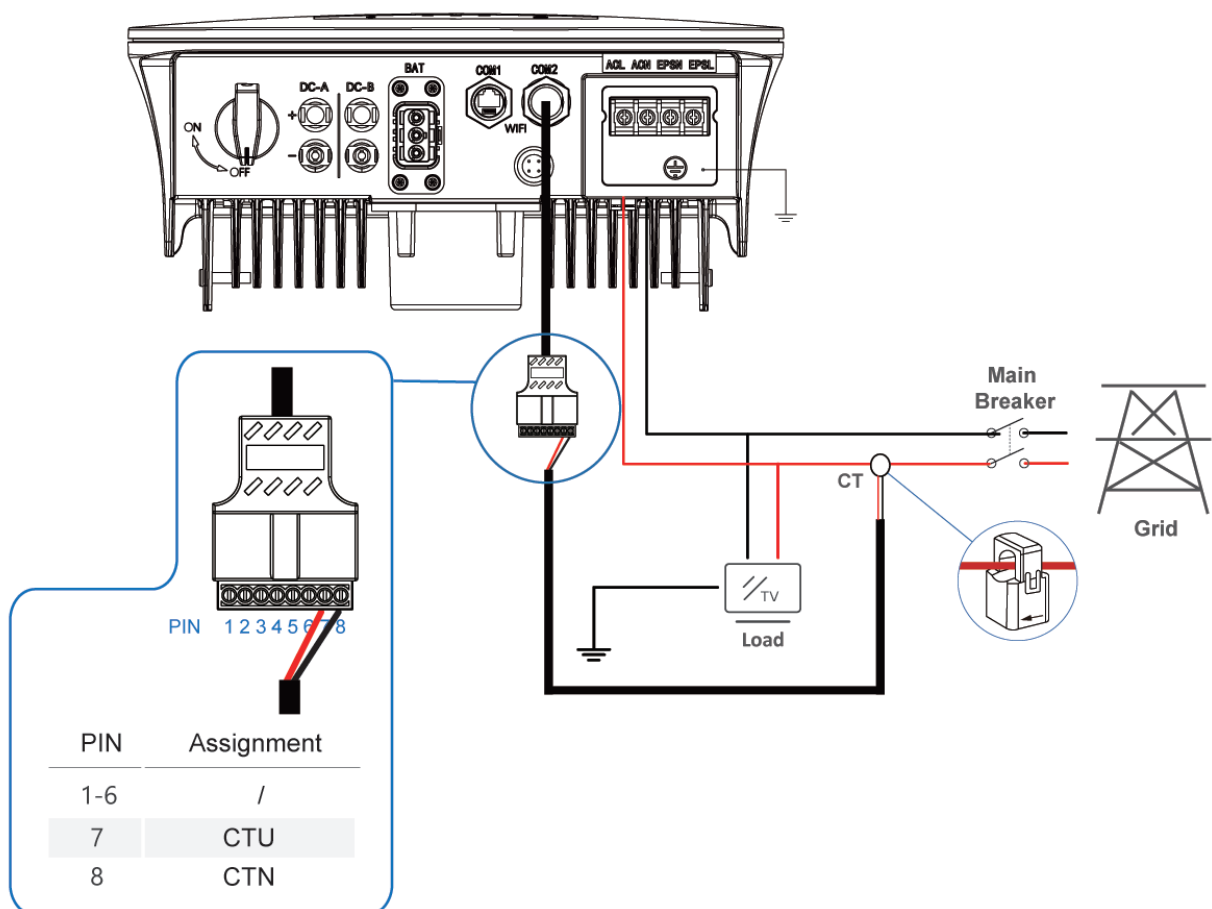 ACL ACN EPSN EPSL
BAT
COM1
COM2
DC-A
DC-B
ON
+
-
OFF
WIFI
Main
Breaker
CT
Grid
TV
Load
PIN 1 2 3 4 5 6 7 8
PIN Assignment
1-6 /
7 CTU
8 CTN